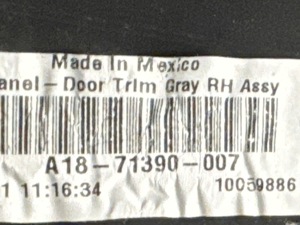 Made In Mexico
anel-Door Trim Gray RH Assy
A18-71390-007
1 11:16:34 10059886